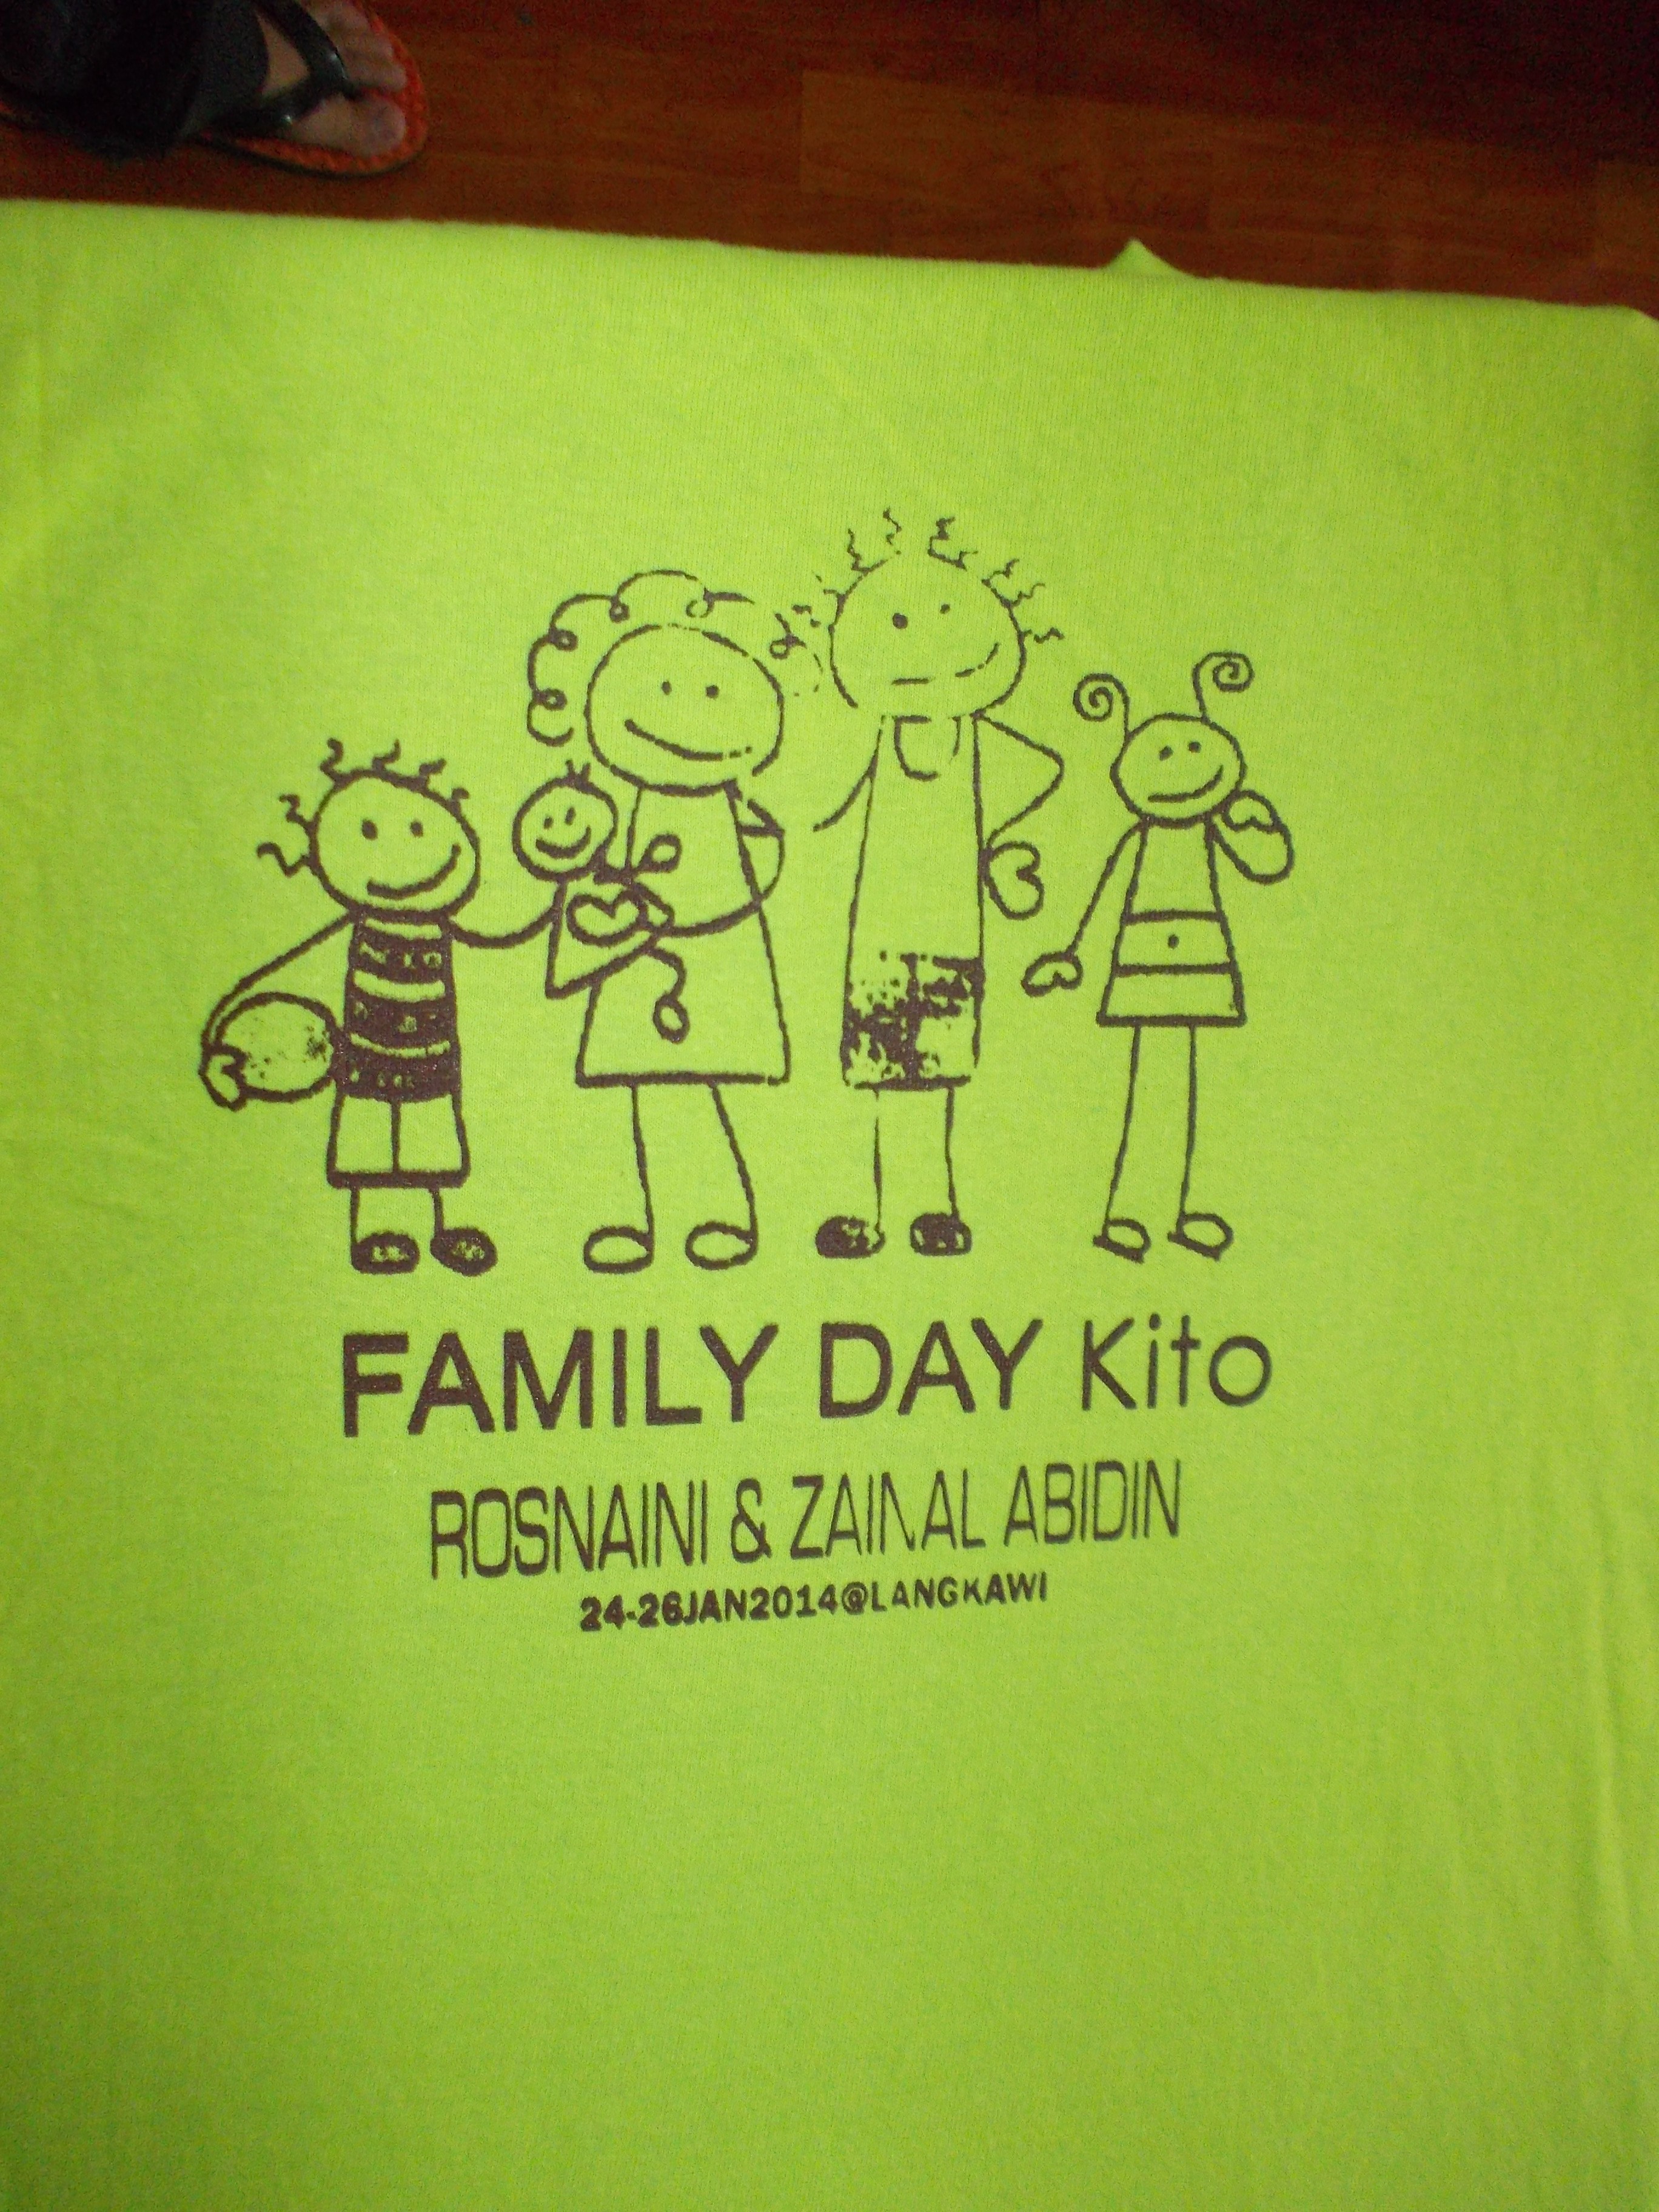 FAMILY DAY Kito
ROSNAINI & ZAINAL ABIDIN
24-26JAN2014@LANGKAWI